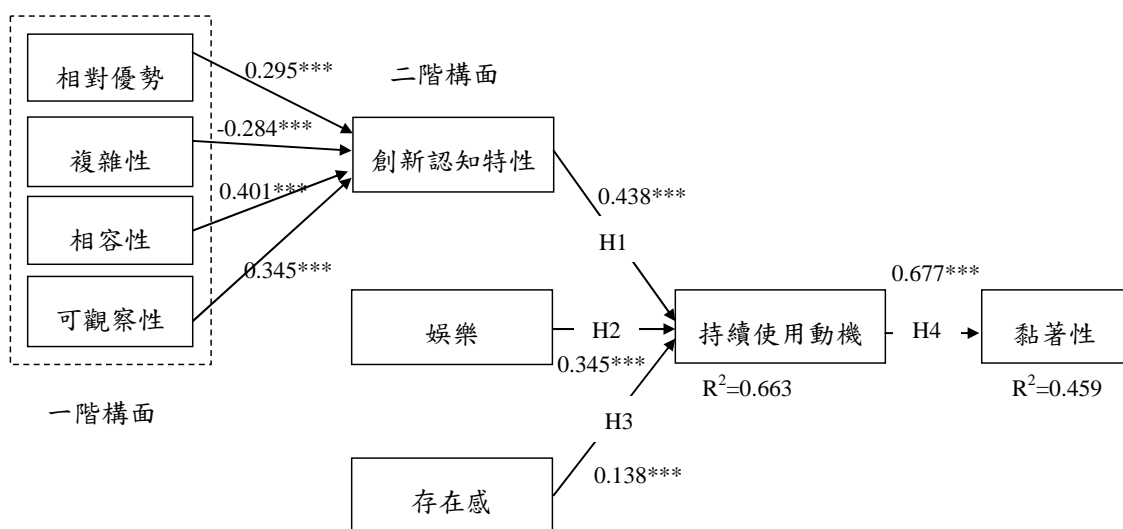 相對優勢
0.295***
二階構面
複雜性
-0.284***
創新認知特性
相容性
0.401***
可觀察性
0.345***
一階構面
0.438***
H1
娛樂
H2
0.345***
持續使用動機
R²=0.663
0.677***
H4
黏著性
R²=0.459
H3
存在感
0.138***